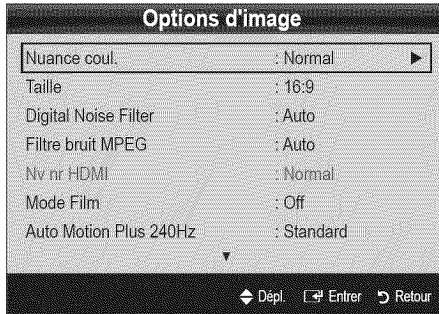 Options d'image
Nuance coul. : Normal ►
Taille : 16:9
Digital Noise Filter : Auto
Filtre bruit MPEG : Auto
Nv nr HDMI : Normal
Mode Film : Off
Auto Motion Plus 240Hz : Standard
▼
Dépl. Entrer Retour